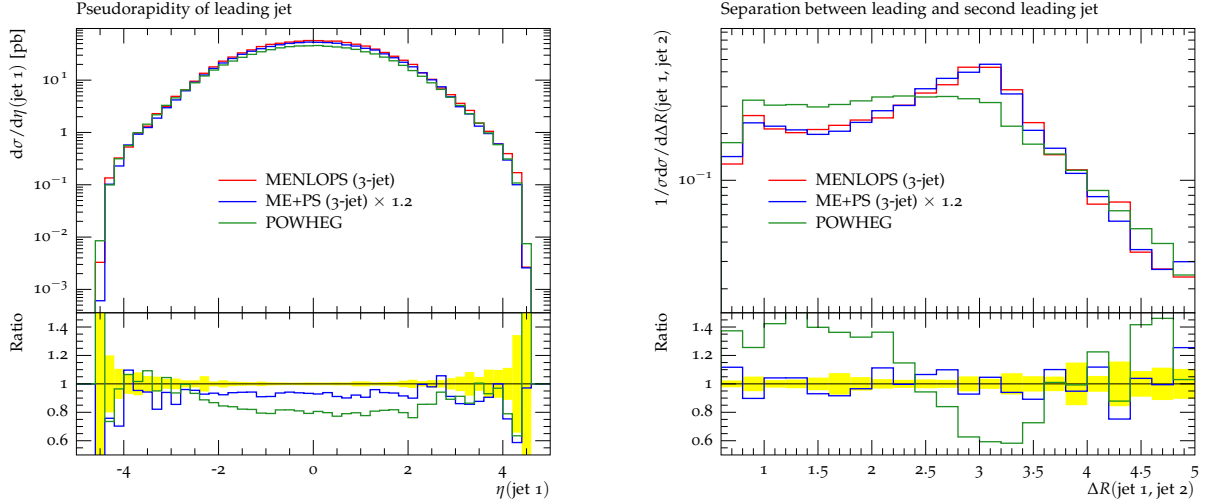 Pseudorapidity of leading jet
dσ/dη(jet 1) [pb]
10¹
1
10⁻¹
10⁻²
10⁻³
MENLOPS (3-jet)
ME+PS (3-jet) × 1.2
POWHEG
Ratio
1.4
1.2
1
0.8
0.6
-4 -2 0 2 4
η(jet 1)
Separation between leading and second leading jet
1/σdσ/dΔR(jet 1, jet 2)
10⁻¹
MENLOPS (3-jet)
ME+PS (3-jet) × 1.2
POWHEG
Ratio
1.4
1.2
1
0.8
0.6
1 1.5 2 2.5 3 3.5 4 4.5 5
ΔR(jet 1, jet 2)